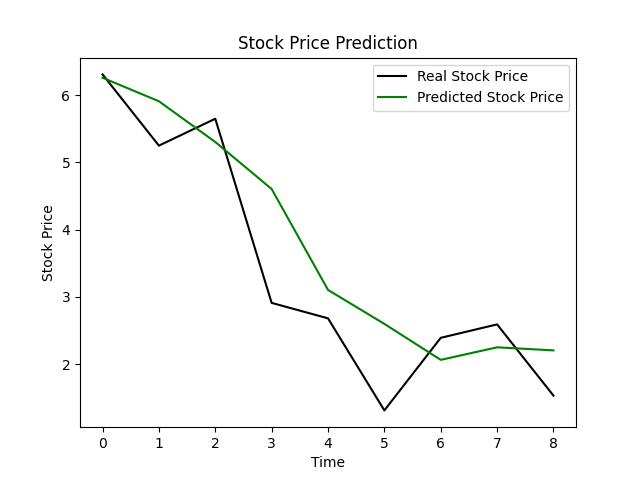 Stock Price Prediction
Real Stock Price
Predicted Stock Price
Stock Price
6
5
4
3
2
0 1 2 3 4 5 6 7 8
Time